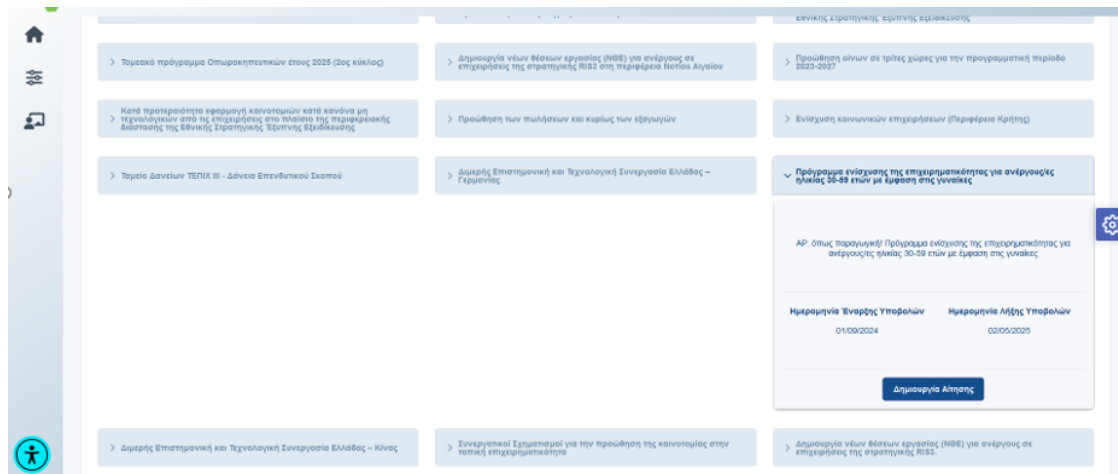 Εθνικής Στρατηγικής Έξυπνης Εξειδίκευσης
Τομεακό πρόγραμμα Οπωροκηπευτικών έτους 2025 (2ος κύκλος)
Δημιουργία νέων θέσεων εργασίας (ΝΘΕ) για ανέργους σε
επιχειρήσεις της στρατηγικής RIS3 στη περιφέρεια Νοτίου Αιγαίου
Προώθηση οίνων σε τρίτες χώρες για την προγραμματική περίοδο
2023-2027
Κατά προτεραιότητα εφαρμογή καινοτομιών κατά κανόνα μη
τεχνολογικών από τις επιχειρήσεις στο πλαίσιο της περιφερειακής
διάστασης της Εθνικής Στρατηγικής Έξυπνης Εξειδίκευσης
Προώθηση των πωλήσεων και κυρίως των εξαγωγών
Ενίσχυση κοινωνικών επιχειρήσεων (Περιφέρεια Κρήτης)
Ταμείο Δανείων ΤΕΠΙΧ ΙΙΙ - Δάνεια Επενδυτικού Σκοπού
Διμερής Επιστημονική και Τεχνολογική Συνεργασία Ελλάδας –
Γερμανίας
Πρόγραμμα ενίσχυσης της επιχειρηματικότητας για ανέργους/ες
ηλικίας 30-59 ετών με έμφαση στις γυναίκες
ΑΡ: όπως παραγωγική! Πρόγραμμα ενίσχυσης της επιχειρηματικότητας για
ανέργους/ες ηλικίας 30-59 ετών με έμφαση στις γυναίκες
Ημερομηνία Έναρξης Υποβολών
Ημερομηνία Λήξης Υποβολών
01/09/2024
02/05/2025
Δημιουργία Αίτησης
Διμερής Επιστημονική και Τεχνολογική Συνεργασία Ελλάδας – Κίνας
Συνεργατικοί Σχηματισμοί για την προώθηση της καινοτομίας στην
τοπική επιχειρηματικότητα
Δημιουργία νέων θέσεων εργασίας (ΝΘΕ) για ανέργους σε
επιχειρήσεις της στρατηγικής RIS3.